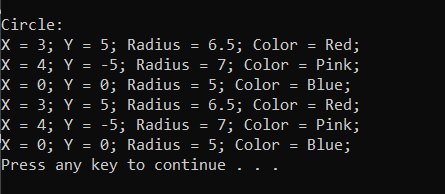 Circle:
X = 3; Y = 5; Radius = 6.5; Color = Red;
X = 4; Y = -5; Radius = 7; Color = Pink;
X = 0; Y = 0; Radius = 5; Color = Blue;
X = 3; Y = 5; Radius = 6.5; Color = Red;
X = 4; Y = -5; Radius = 7; Color = Pink;
X = 0; Y = 0; Radius = 5; Color = Blue;
Press any key to continue . . .